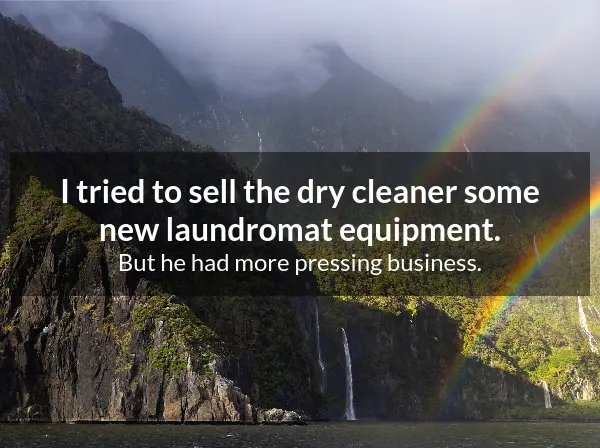 I tried to sell the dry cleaner some
new laundromat equipment.
But he had more pressing business.